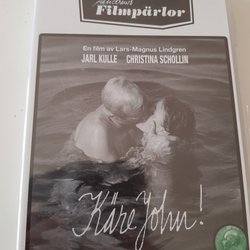 Filmpärlor
En film av Lars-Magnus Lindgren
JARL KULLE CHRISTINA SCHOLLIN
Käre John!